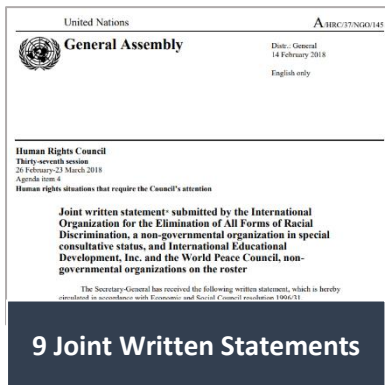 United Nations
A/HRC/37/NGO/145
General Assembly
Distr.: General
14 February 2018
English only
Human Rights Council
Thirty-seventh session
26 February-23 March 2018
Agenda item 4
Human rights situations that require the Council's attention
Joint written statement* submitted by the International
Organization for the Elimination of All Forms of Racial
Discrimination, a non-governmental organization in special
consultative status, and International Educational
Development, Inc. and the World Peace Council, non-
governmental organizations on the roster
The Secretary-General has received the following written statement, which is hereby
circulated in accordance with Economic and Social Council resolution 1996/31
9 Joint Written Statements